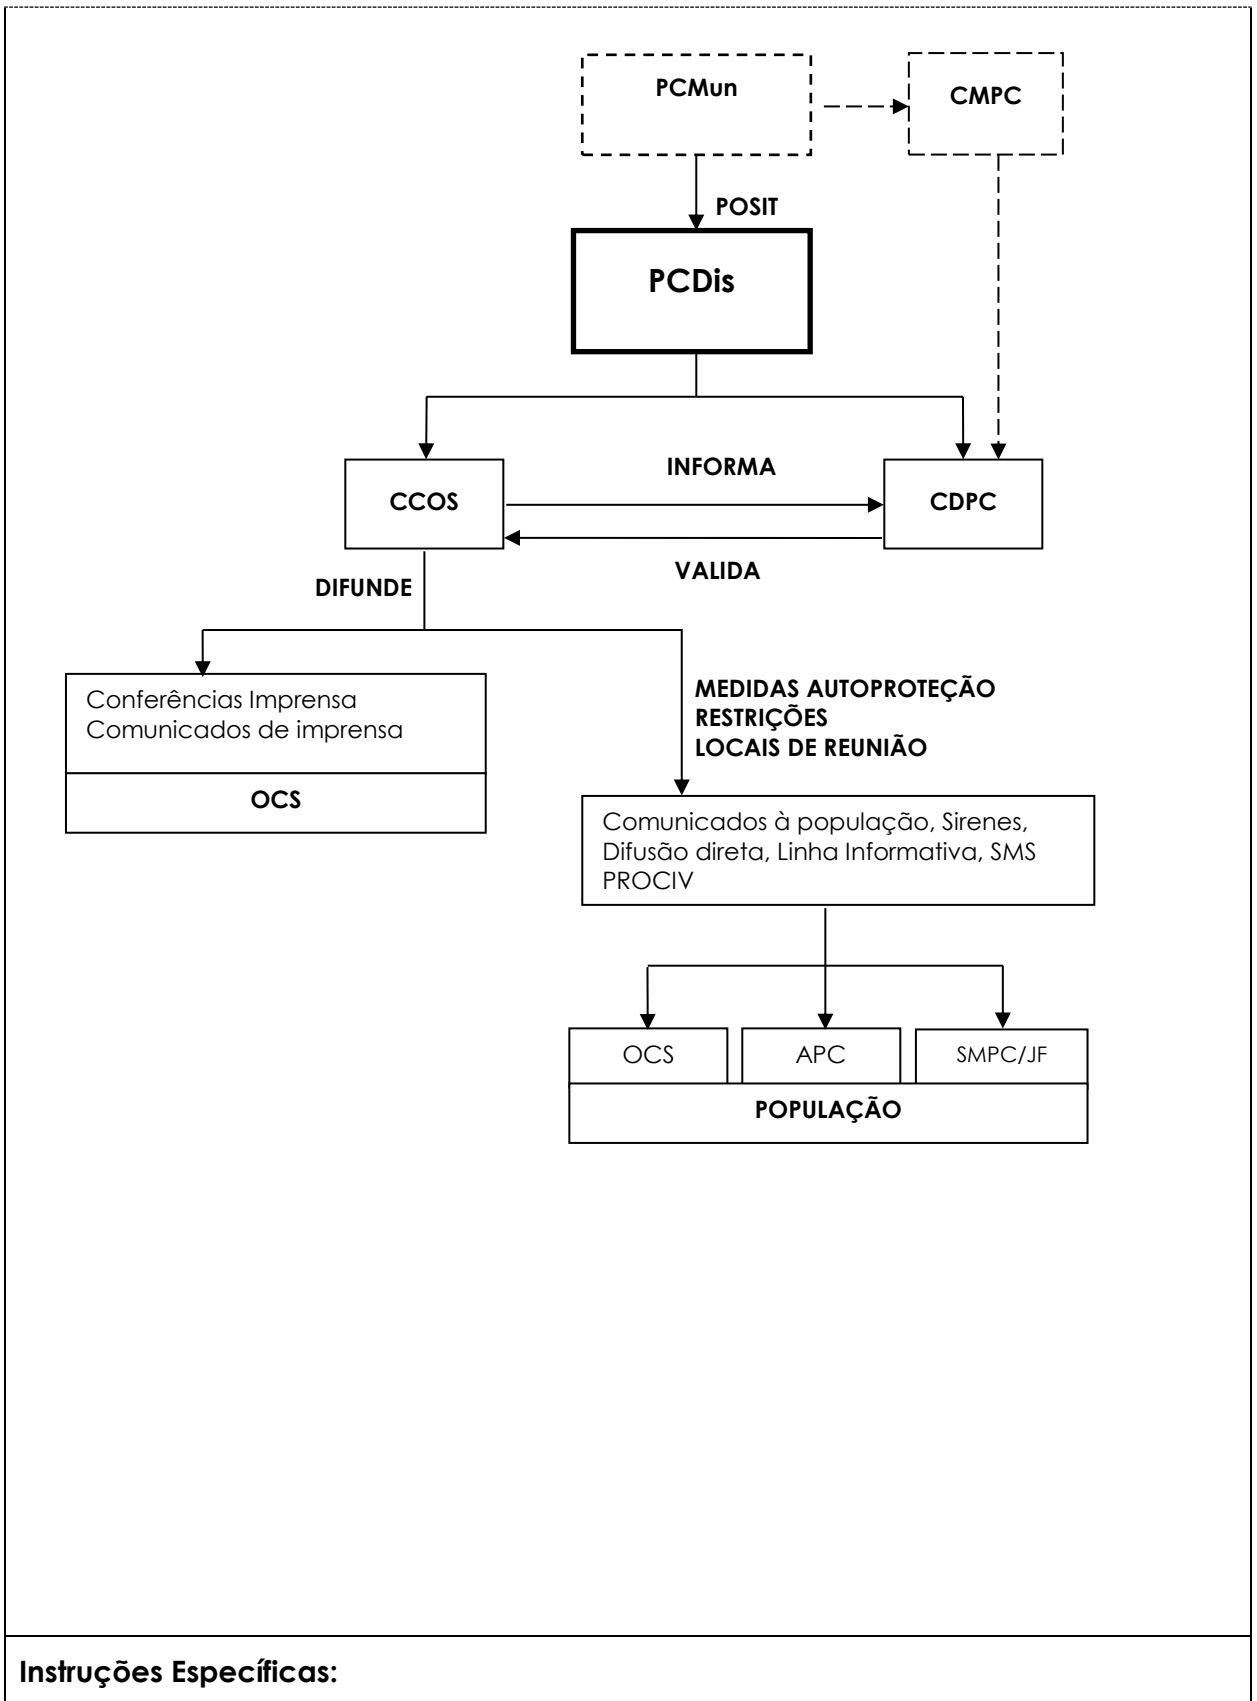 PCMun
CMPC
POSIT
PCDis
INFORMA
CCOS
CDPC
VALIDA
DIFUNDE
Conferências Imprensa
Comunicados de imprensa
OCS
MEDIDAS AUTOPROTEÇÃO
RESTRIÇÕES
LOCAIS DE REUNIÃO
Comunicados à população, Sirenes,
Difusão direta, Linha Informativa, SMS
PROCIV
OCS
APC
SMPC/JF
POPULAÇÃO
Instruções Específicas: